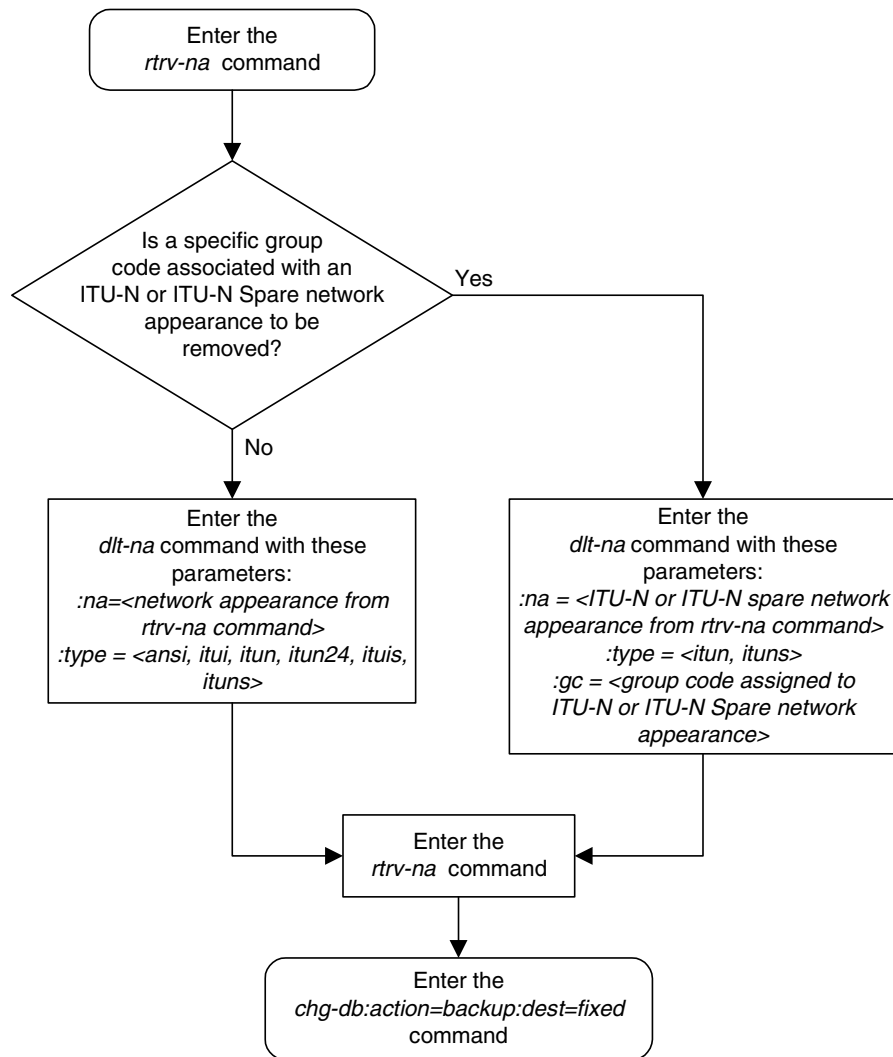 Enter the
rtrv-na command
Is a specific group
code associated with an
ITU-N or ITU-N Spare network
appearance to be
removed?
Yes
No
Enter the
dlt-na command with these
parameters:
:na=<network appearance from
rtrv-na command>
:type = <ansi, itui, itun, itun24, ituis,
ituns>
Enter the
dlt-na command with these
parameters:
:na = <ITU-N or ITU-N spare network
appearance from rtrv-na command>
:type = <itun, ituns>
:gc = <group code assigned to
ITU-N or ITU-N Spare network
appearance>
Enter the
rtrv-na command
Enter the
chg-db:action=backup:dest=fixed
command